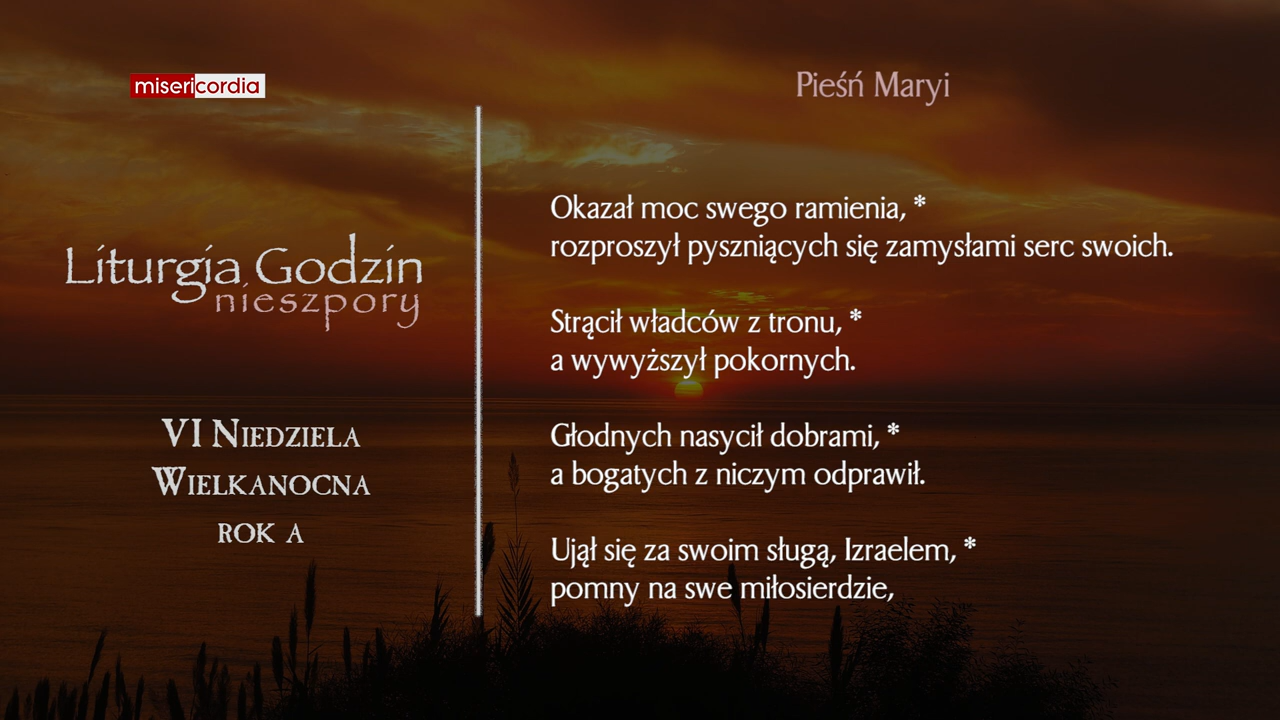 misericordia
Liturgia Godzin
nieszpory
VI Niedziela
Wielkanocna
rok A
Pieśń Maryi
Okazał moc swego ramienia, *
rozproszył pyszniących się zamysłami serc swoich.
Strącił władców z tronu, *
a wywyższył pokornych.
Głodnych nasycił dobrami, *
a bogatych z niczym odprawił.
Ujął się za swoim sługą, Izraelem, *
pomny na swe miłosierdzie,